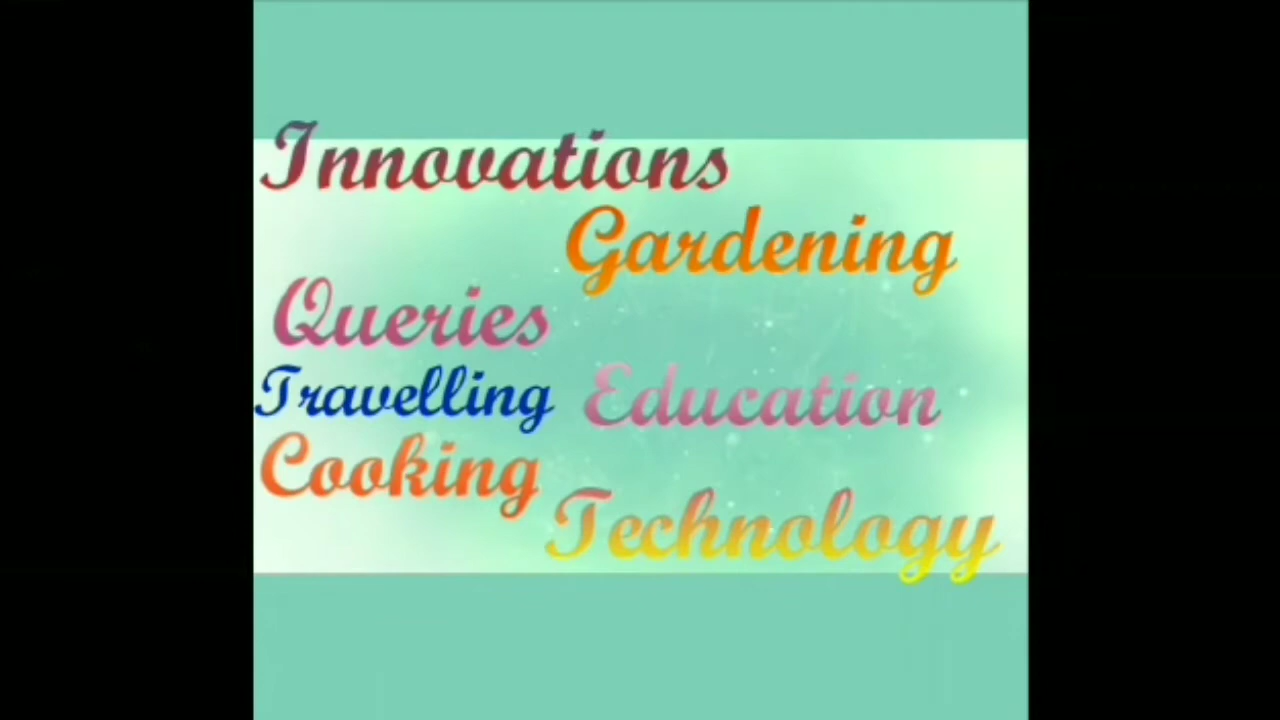 Innovations
Gardening
Queries
Travelling
Education
Cooking
Technology